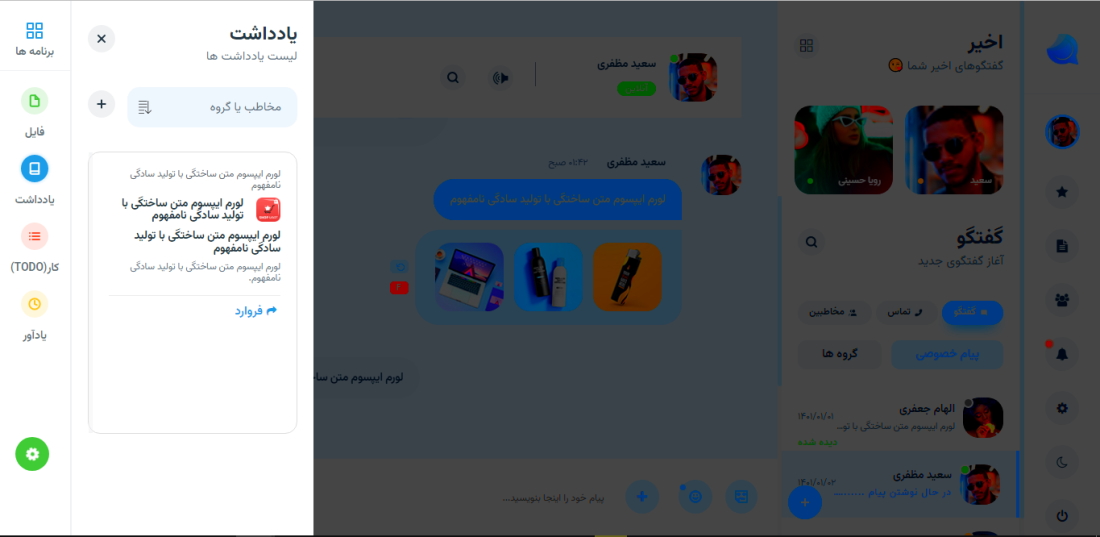 اخیر
گفتگوهای اخیر شما
سعید
رویا حسینی
گفتگو
آغاز گفتگوی جدید
گفتگو
تماس
مخاطبین
پیام خصوصی
گروه ها
الهام جعفری
۱۴۰۱/۰۱/۰۱
لورم ایپسوم متن ساختگی با تو...
دیده شده
سعید مظفری
۱۴۰۱/۰۱/۰۲
در حال نوشتن پیام ..........
سعید مظفری
آنلاین
سعید مظفری
۰۱:۴۲ صبح
لورم ایپسوم متن ساختگی با تولید سادگی نامفهوم
لورم ایپسوم متن ساخ
پیام خود را اینجا بنویسید...
یادداشت
لیست یادداشت ها
مخاطب یا گروه
لورم ایپسوم متن ساختگی با تولید سادگی
نامفهوم
لورم ایپسوم متن ساختگی با
تولید سادگی نامفهوم
لورم ایپسوم متن ساختگی با تولید
سادگی نامفهوم
لورم ایپسوم متن ساختگی با تولید سادگی
نامفهوم.
فروارد
برنامه ها
فایل
یادداشت
کار(TODO)
یادآور